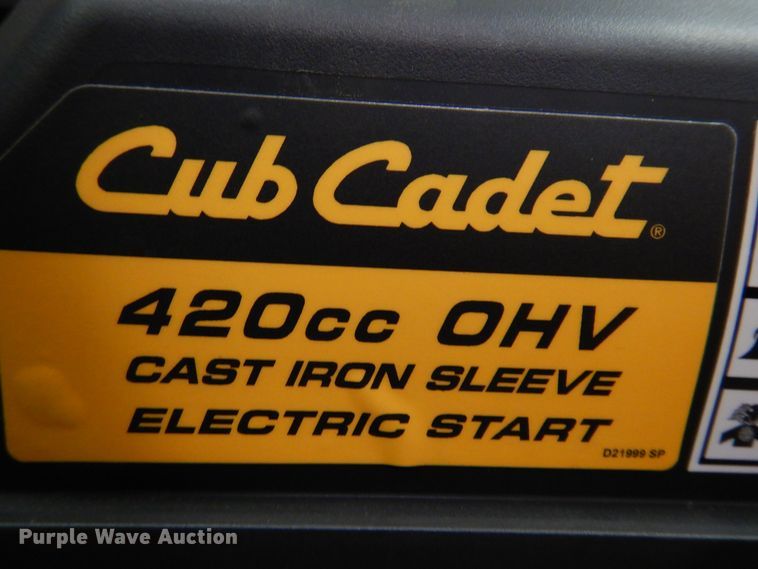 Cub Cadet®
420cc OHV
CAST IRON SLEEVE
ELECTRIC START
D21999 SP
Purple Wave Auction